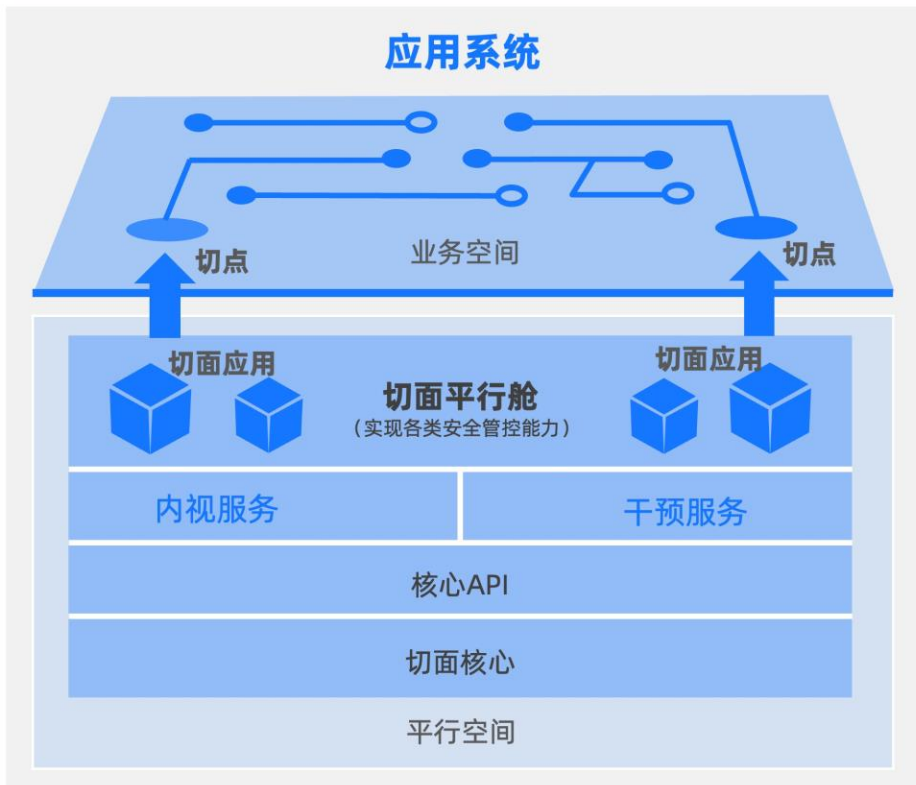 应用系统
业务空间
切点
切点
切面应用
切面应用
切面平行舱
（实现各类安全管控能力）
内视服务
干预服务
核心API
切面核心
平行空间